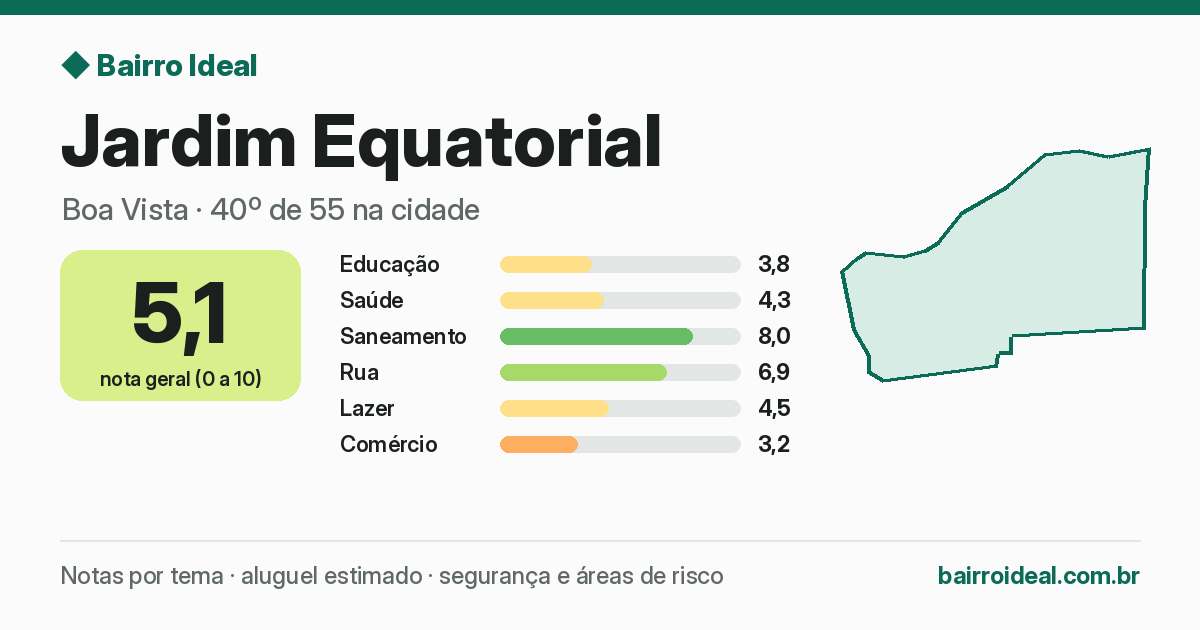 Bairro Ideal
Jardim Equatorial
Boa Vista · 40º de 55 na cidade
5,1
nota geral (0 a 10)
Educação 3,8
Saúde 4,3
Saneamento 8,0
Rua 6,9
Lazer 4,5
Comércio 3,2
Notas por tema · aluguel estimado · segurança e áreas de risco
bairroideal.com.br